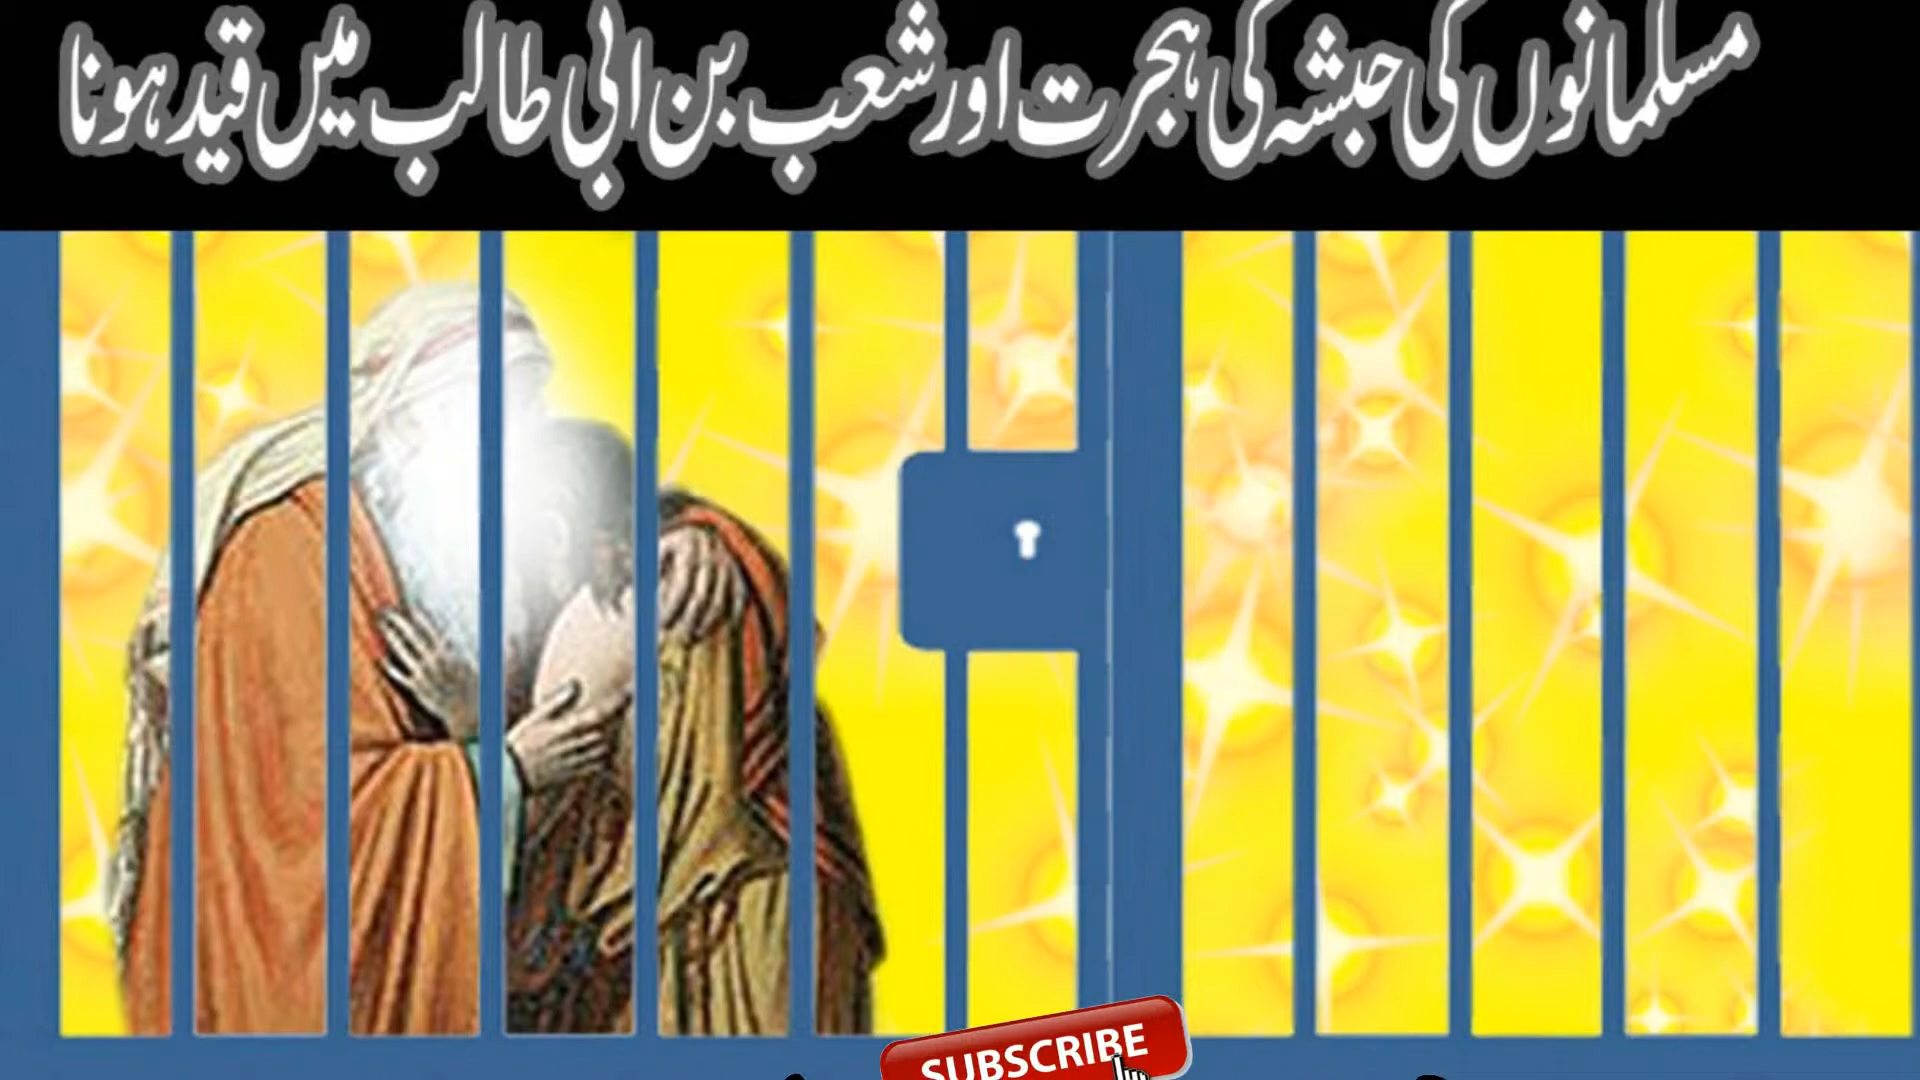 مسلمانوں کی حبشہ کی ہجرت اور شعب بن ابی طالب میں قید ہونا
SUBSCRIBE